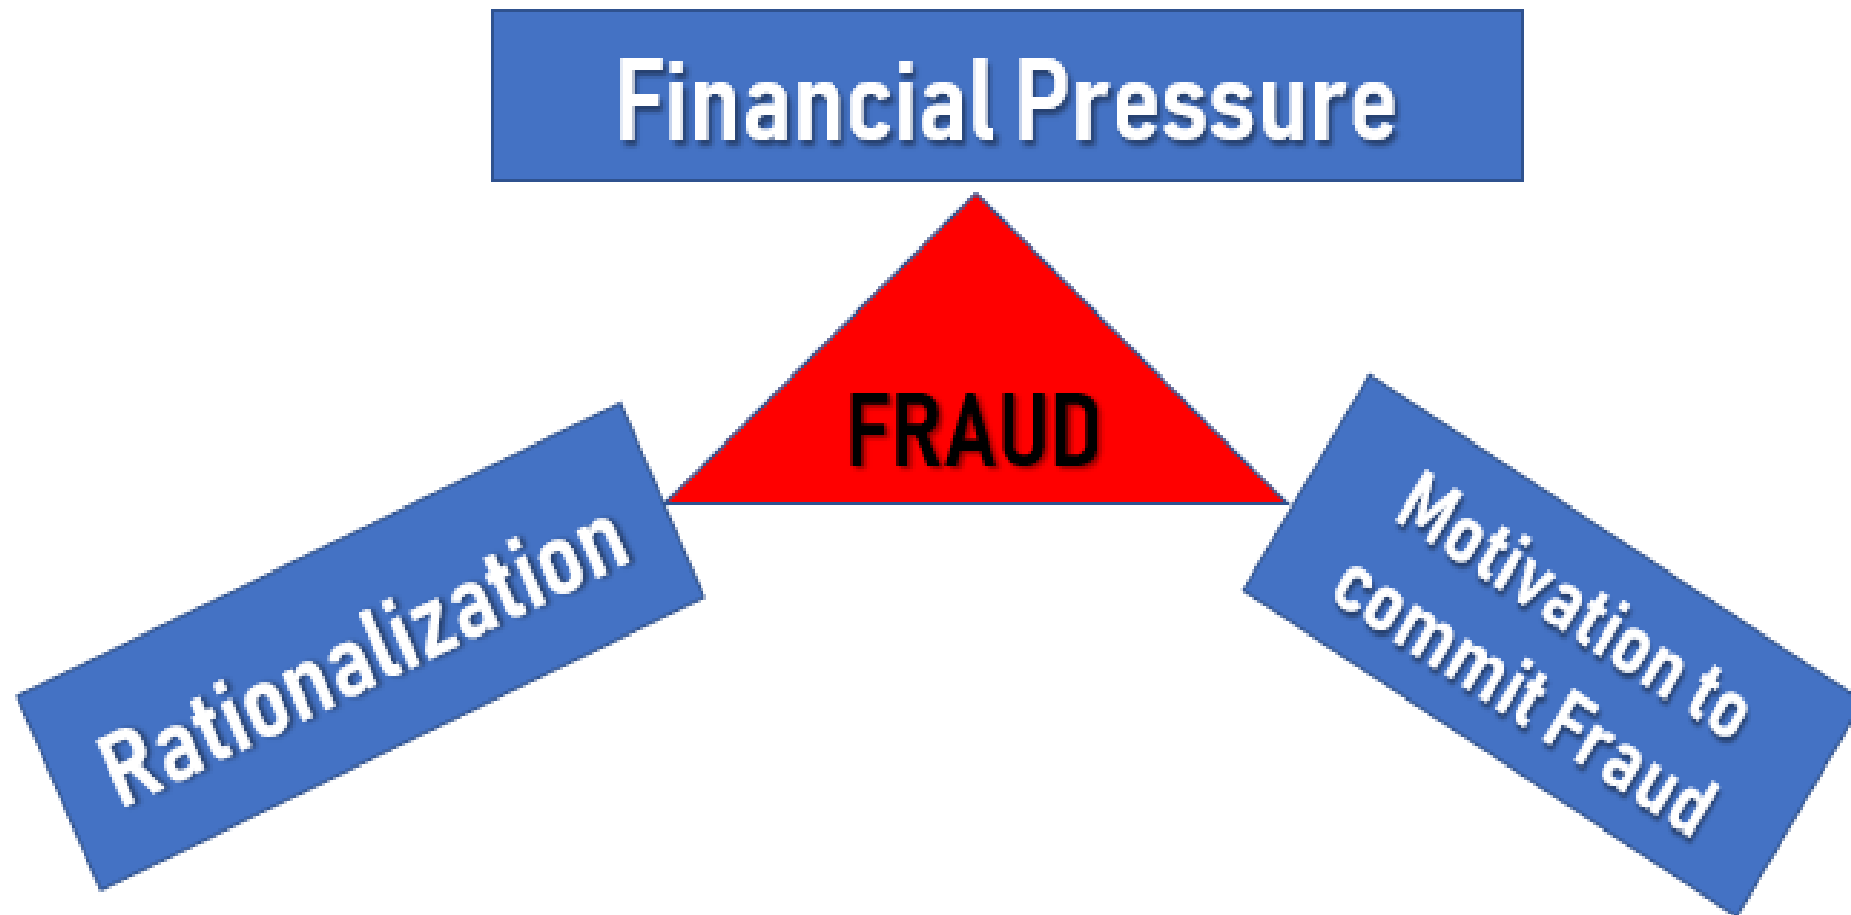 Financial Pressure
FRAUD
Rationalization
Motivation to
commit Fraud